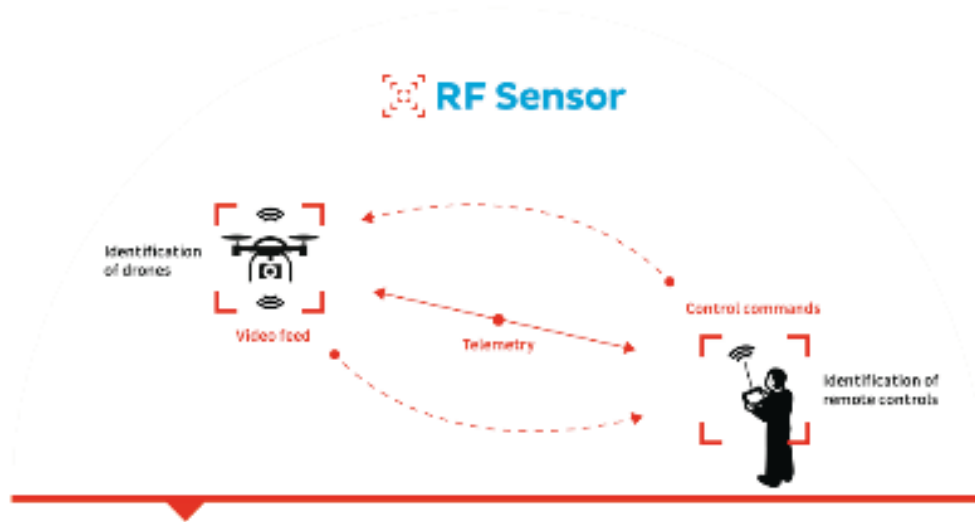 RF Sensor
Identification
of drones
Video feed
Telemetry
Control commands
Identification of
remote controls